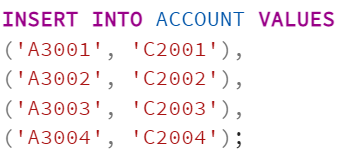 INSERT INTO ACCOUNT VALUES
('A3001', 'C2001'),
('A3002', 'C2002'),
('A3003', 'C2003'),
('A3004', 'C2004');